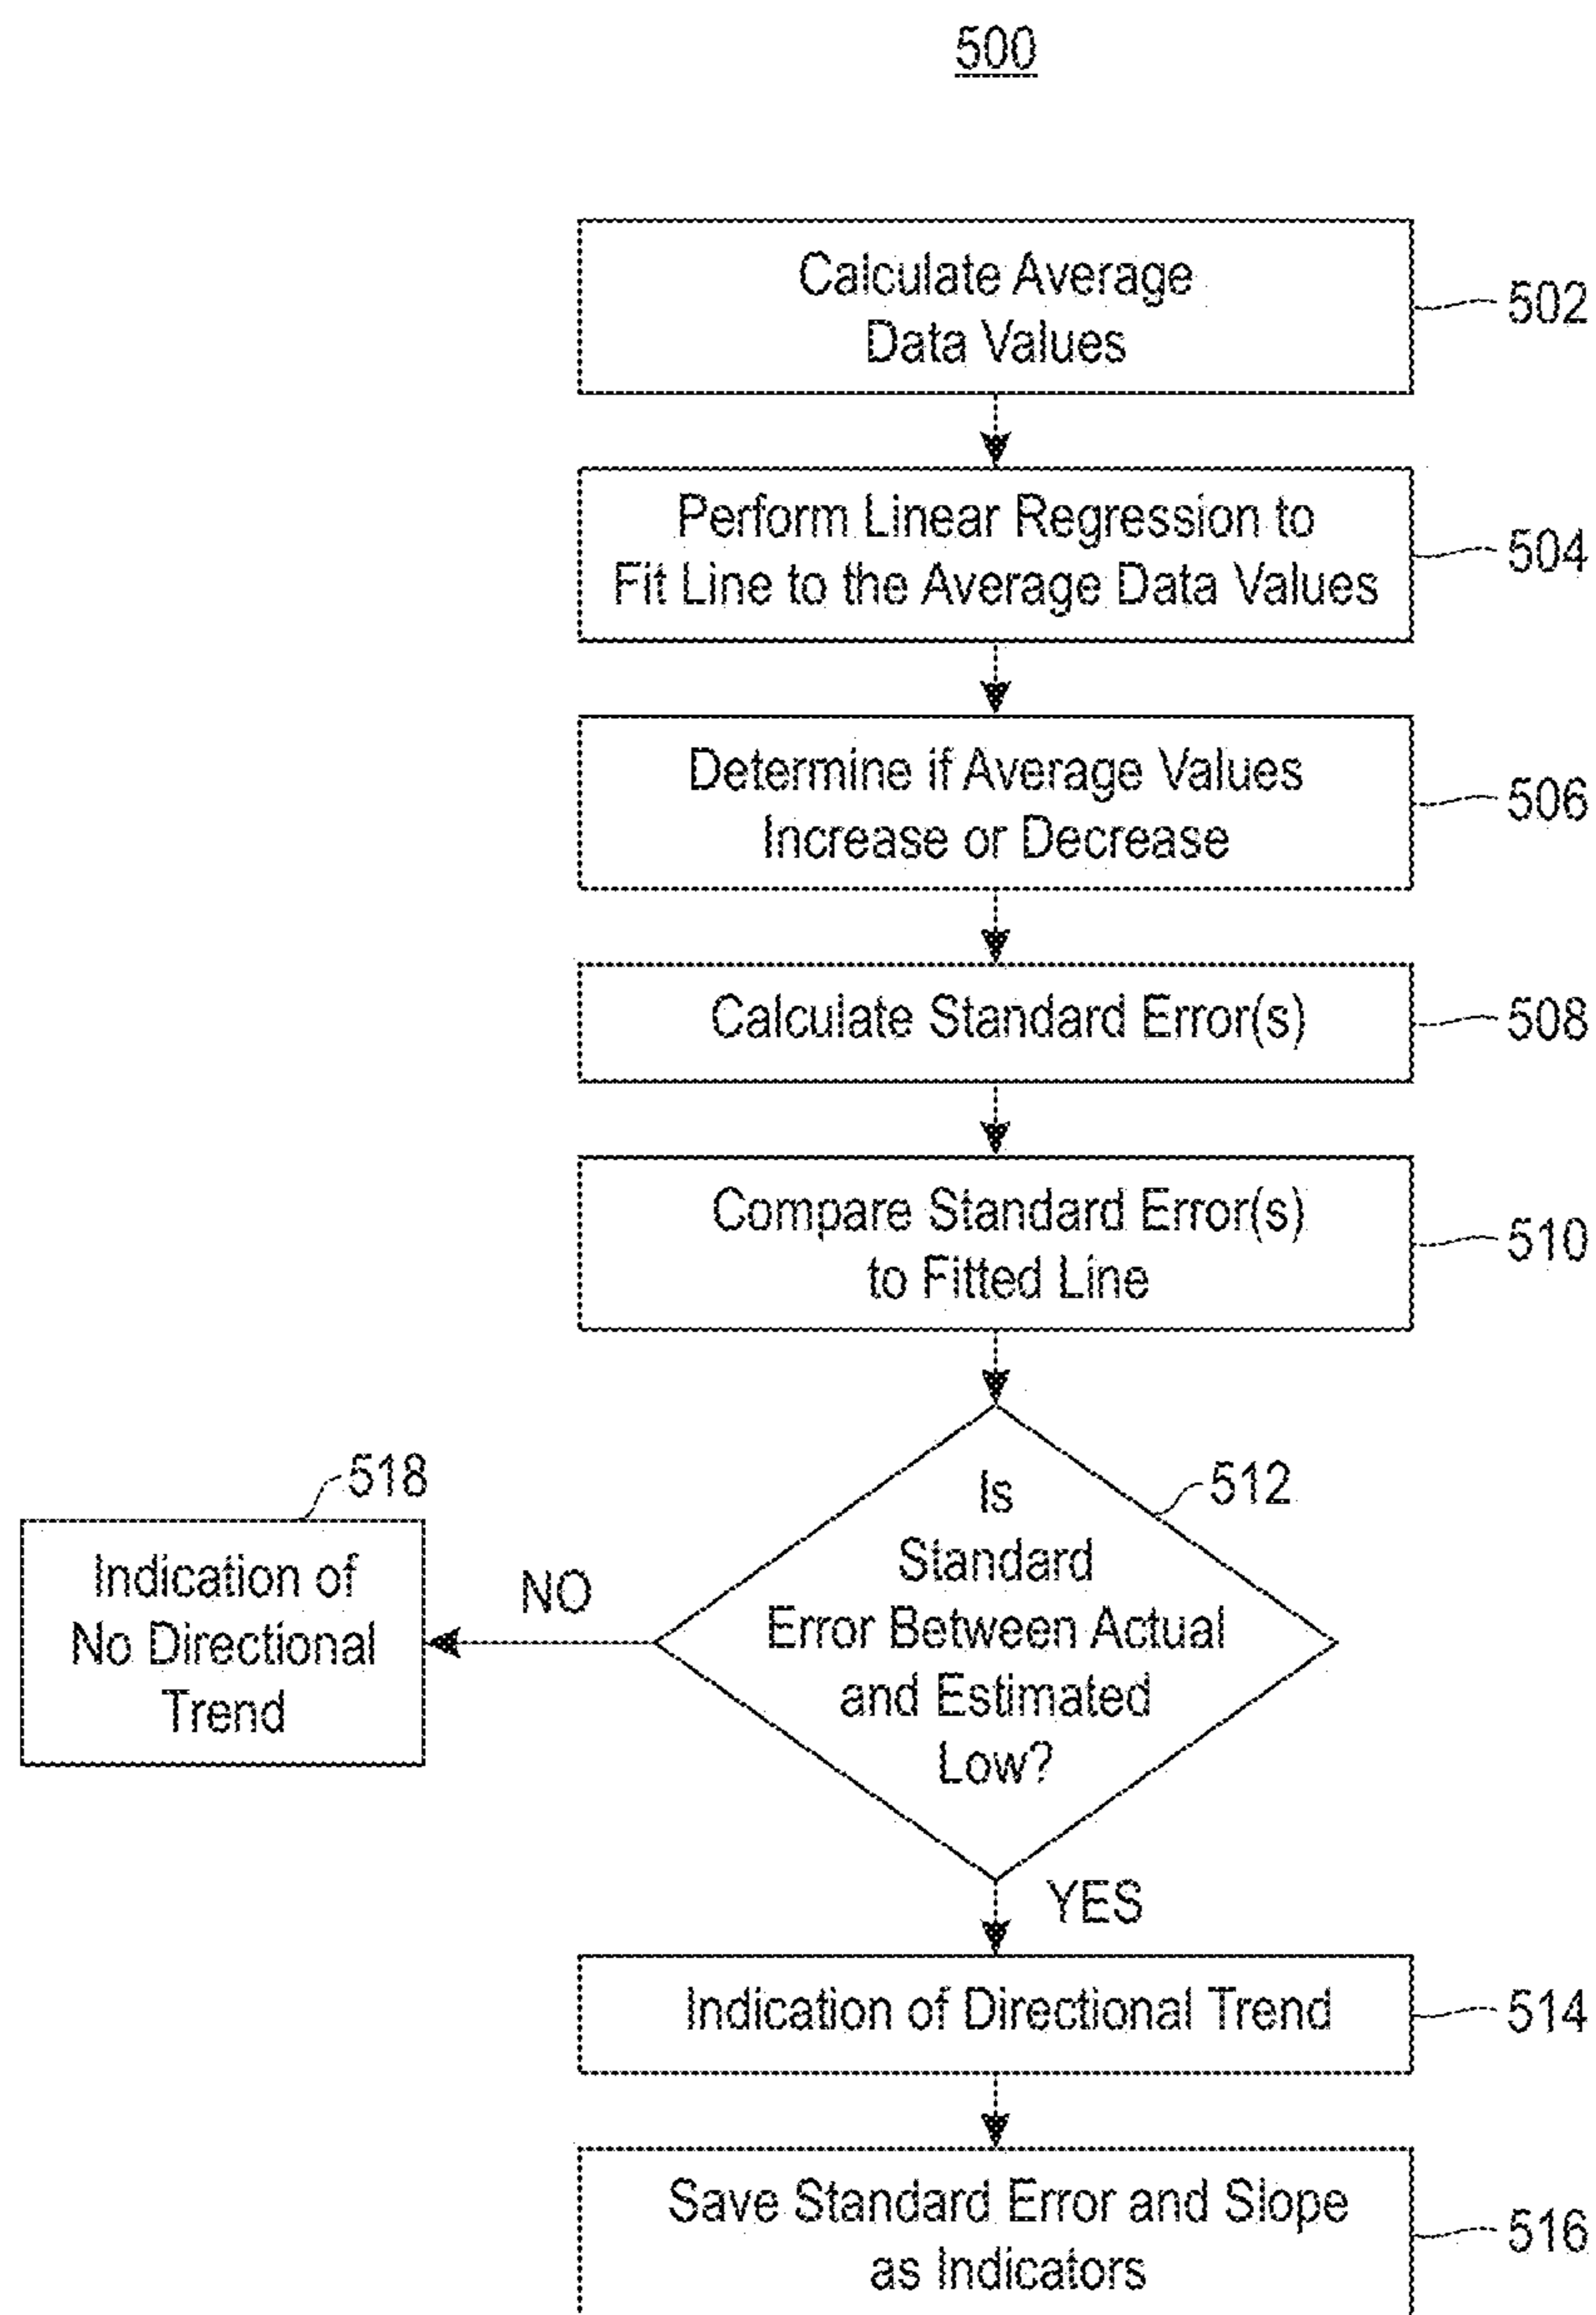 500
Calculate Average
Data Values
502
Perform Linear Regression to
Fit Line to the Average Data Values
504
Determine if Average Values
Increase or Decrease
506
Calculate Standard Error(s)
508
Compare Standard Error(s)
to Fitted Line
510
518
Indication of
No Directional
Trend
NO
512
Is
Standard
Error Between Actual
and Estimated
Low?
YES
Indication of Directional Trend
514
Save Standard Error and Slope
as Indicators
516